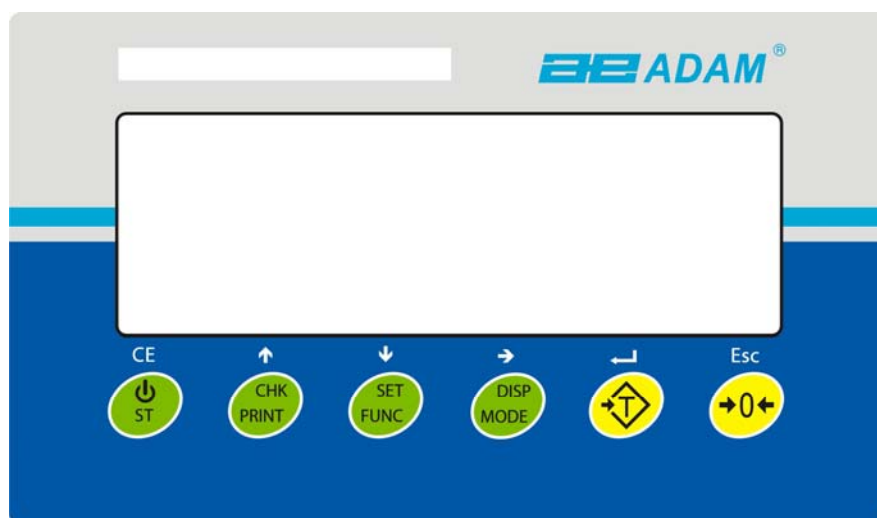 ADAM®
CE ↑ ↓ → ↵ Esc
ST
CHK
PRINT
SET
FUNC
DISP
MODE
→T
→0←